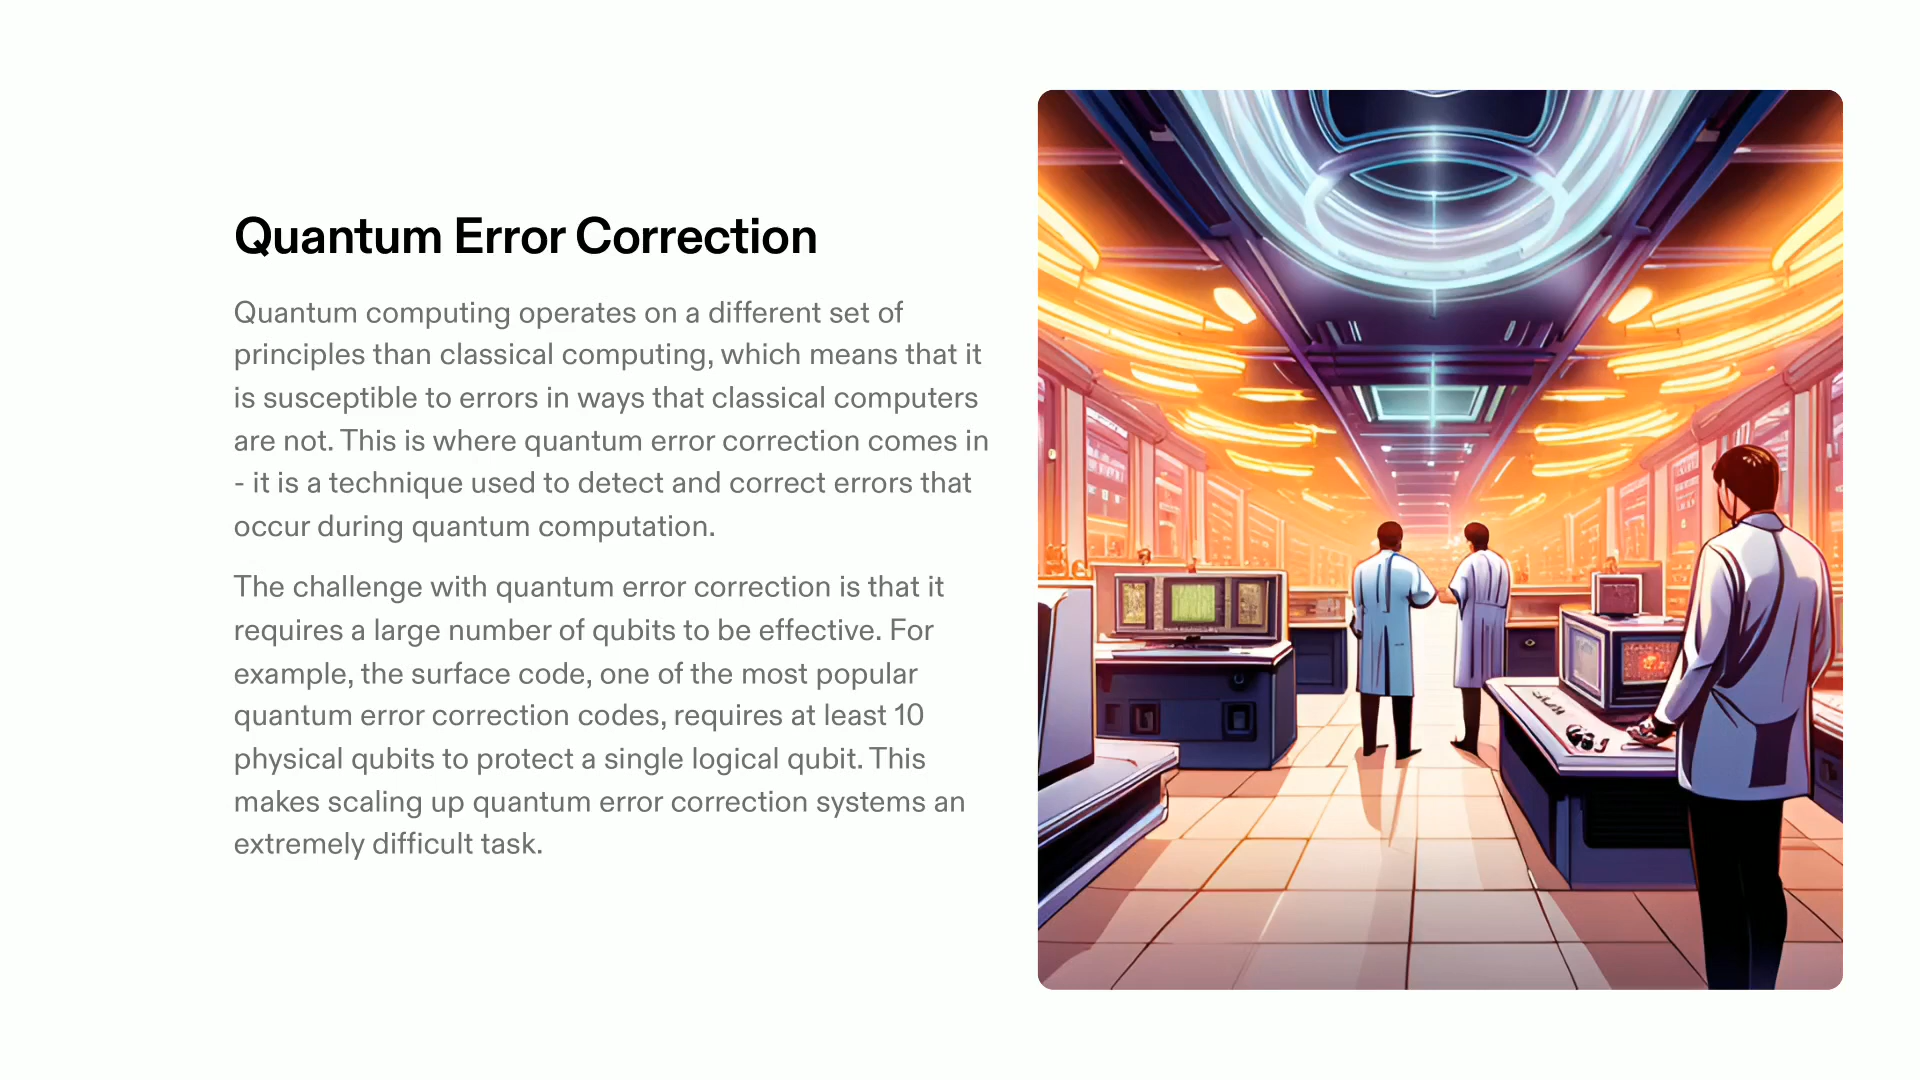 Quantum Error Correction
Quantum computing operates on a different set of
principles than classical computing, which means that it
is susceptible to errors in ways that classical computers
are not. This is where quantum error correction comes in
- it is a technique used to detect and correct errors that
occur during quantum computation.
The challenge with quantum error correction is that it
requires a large number of qubits to be effective. For
example, the surface code, one of the most popular
quantum error correction codes, requires at least 10
physical qubits to protect a single logical qubit. This
makes scaling up quantum error correction systems an
extremely difficult task.